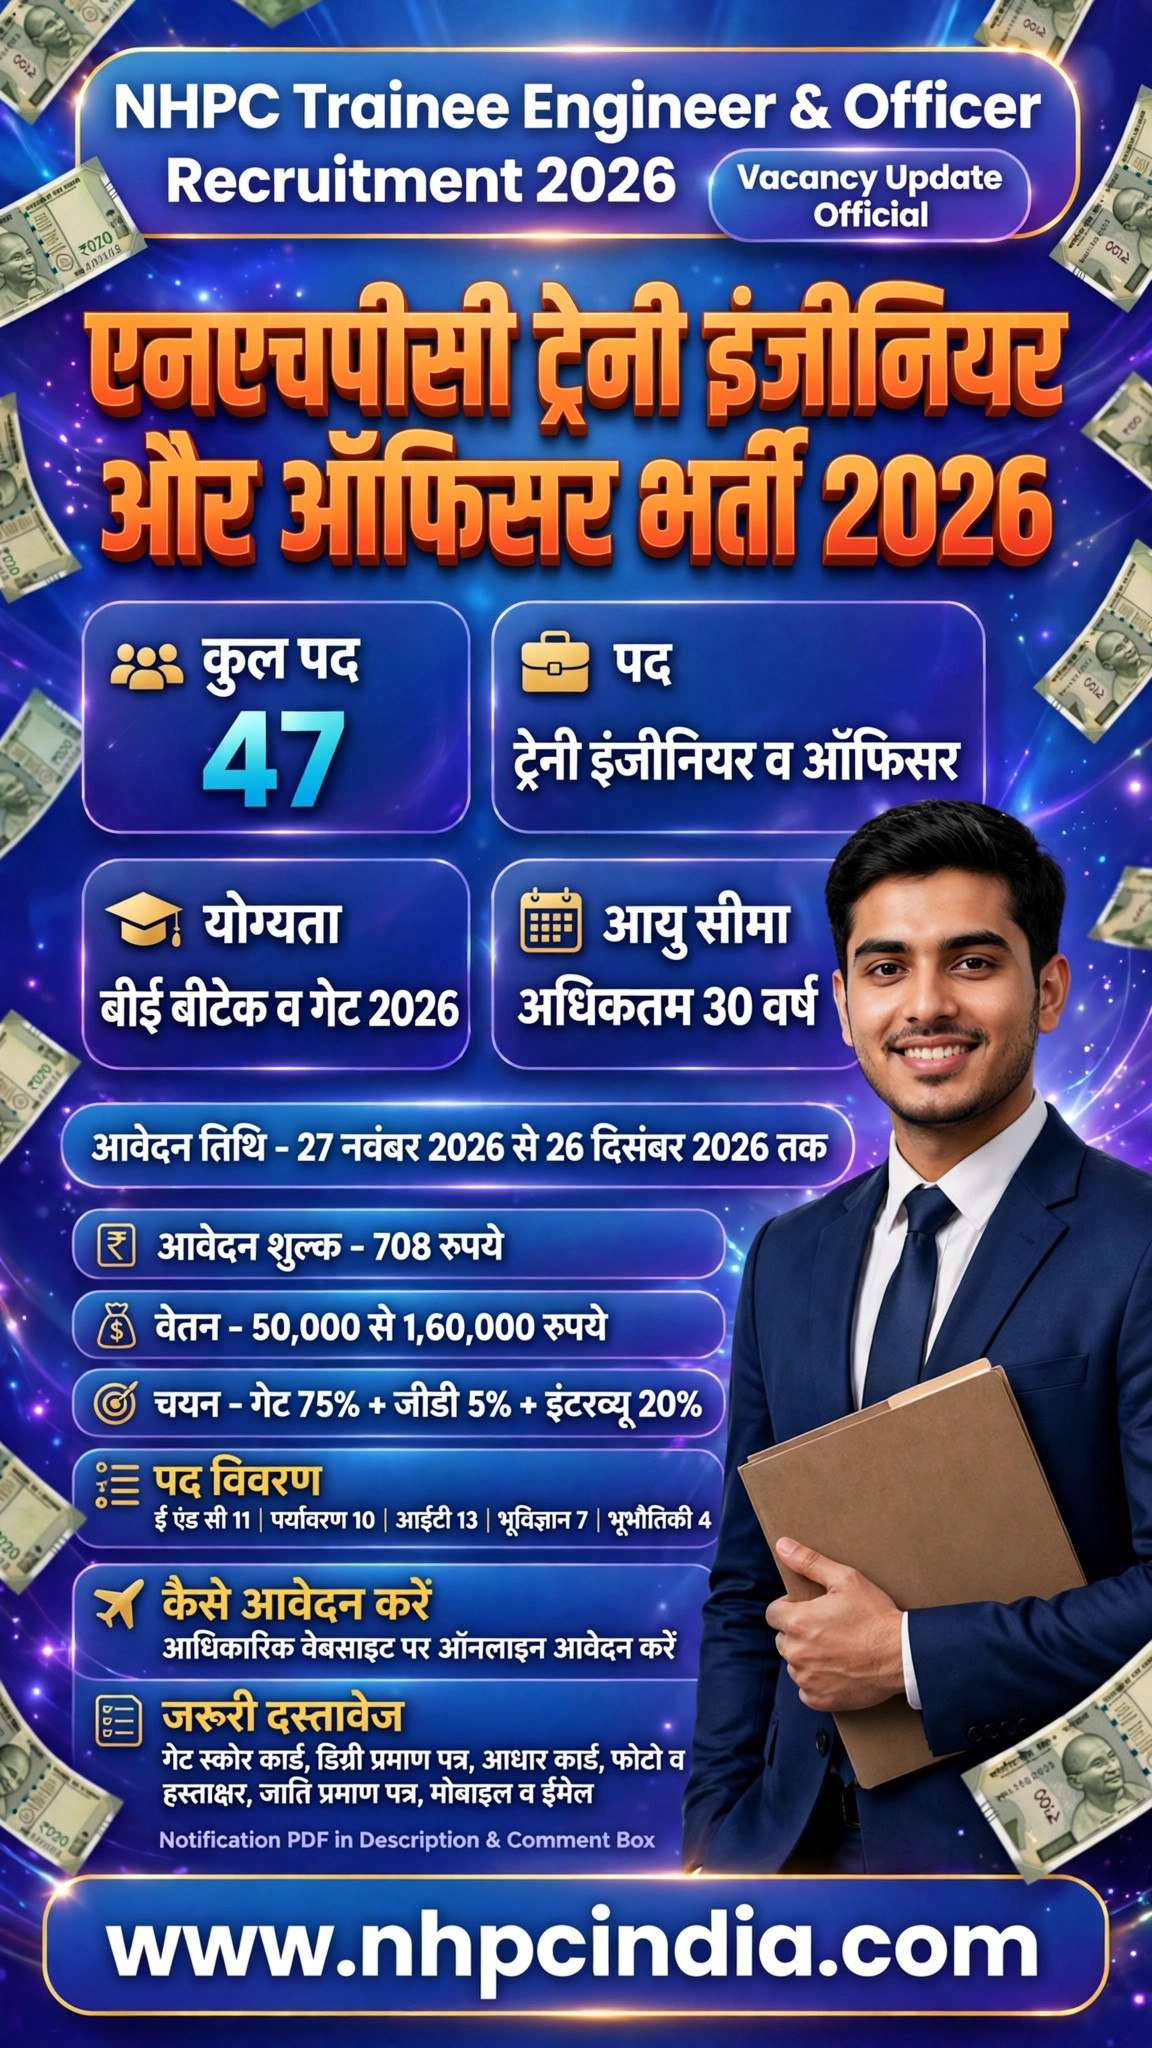 NHPC Trainee Engineer & Officer
Recruitment 2026
Vacancy Update
Official
एनएचपीसी ट्रेनी इंजीनियर
और ऑफिसर भर्ती 2026
कुल पद
47
पद
ट्रेनी इंजीनियर व ऑफिसर
योग्यता
बीई बीटेक व गेट 2026
आयु सीमा
अधिकतम 30 वर्ष
आवेदन तिथि - 27 नवंबर 2026 से 26 दिसंबर 2026 तक
आवेदन शुल्क - 708 रुपये
वेतन - 50,000 से 1,60,000 रुपये
चयन - गेट 75% + जीडी 5% + इंटरव्यू 20%
पद विवरण
ई एंड सी 11 | पर्यावरण 10 | आईटी 13 | भूविज्ञान 7 | भूभौतिकी 4
कैसे आवेदन करें
आधिकारिक वेबसाइट पर ऑनलाइन आवेदन करें
जरूरी दस्तावेज
गेट स्कोर कार्ड, डिग्री प्रमाण पत्र, आधार कार्ड, फोटो व
हस्ताक्षर, जाति प्रमाण पत्र, मोबाइल व ईमेल
Notification PDF in Description & Comment Box
www.nhpcindia.com